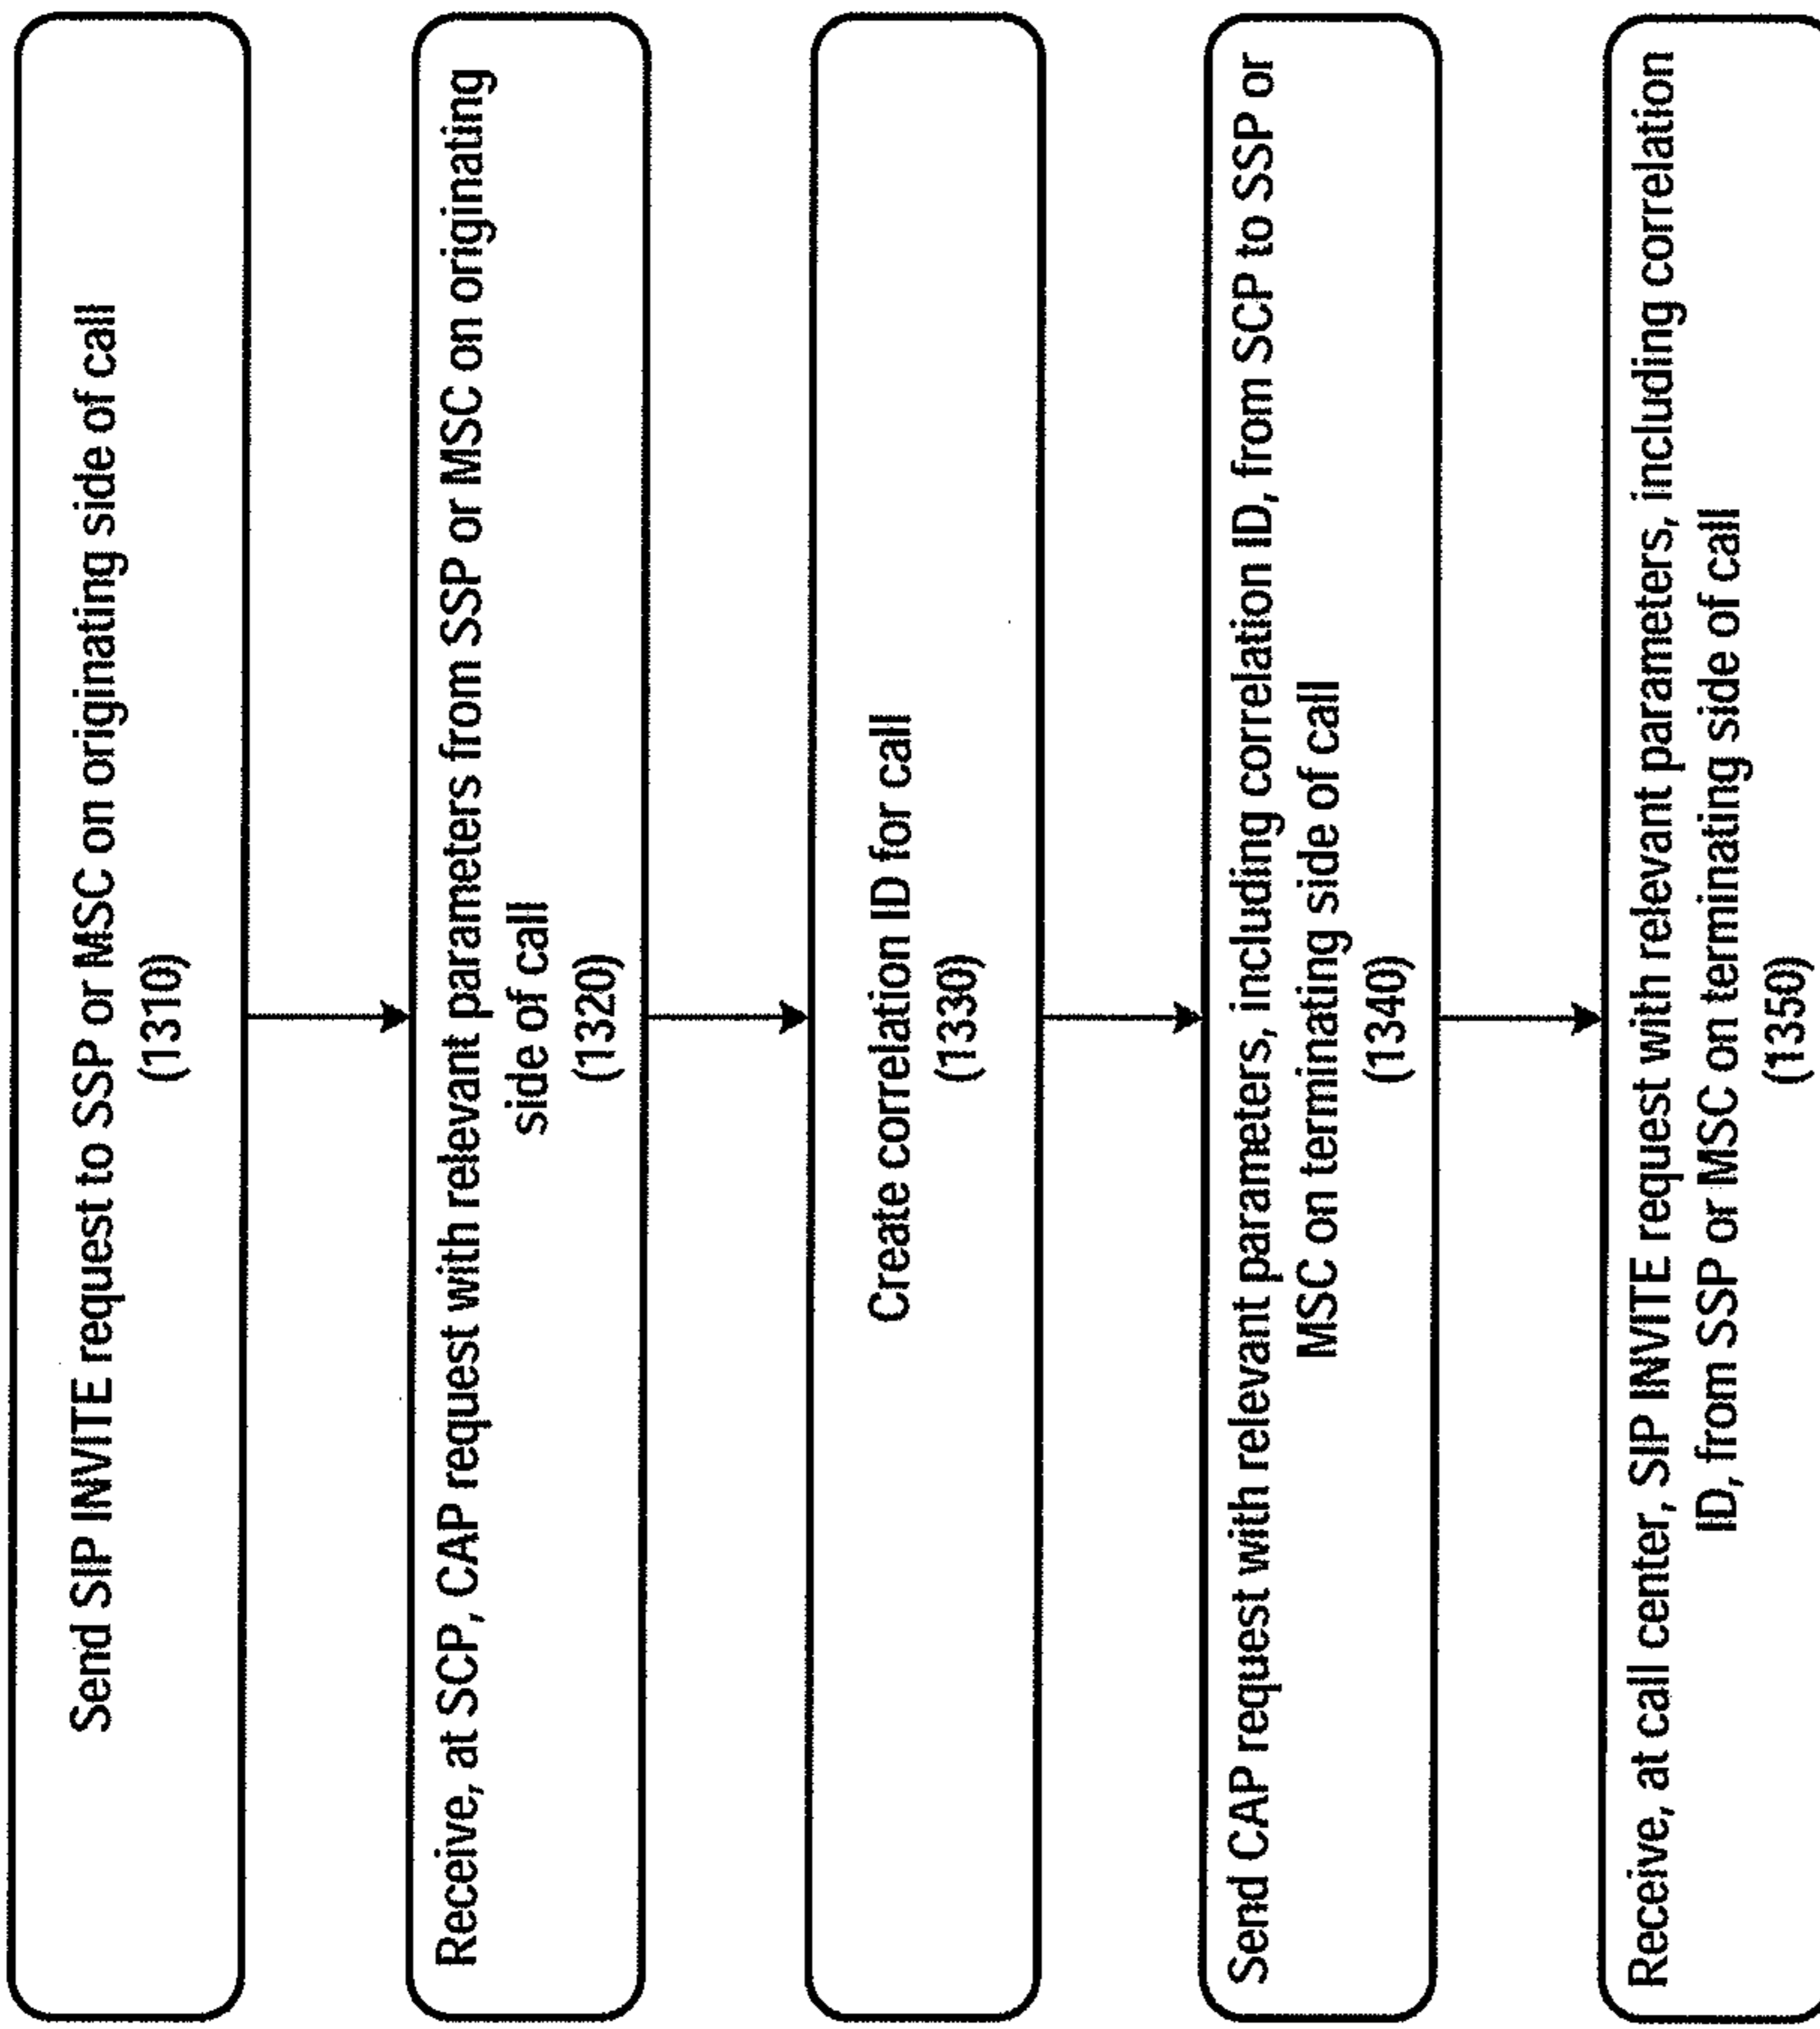 Send SIP INVITE request to SSP or MSC on originating side of call
(1310)
Receive, at SCP, CAP request with relevant parameters from SSP or MSC on originating
side of call
(1320)
Create correlation ID for call
(1330)
Send CAP request with relevant parameters, including correlation ID, from SCP to SSP or
MSC on terminating side of call
(1340)
Receive, at call center, SIP INVITE request with relevant parameters, including correlation
ID, from SSP or MSC on terminating side of call
(1350)